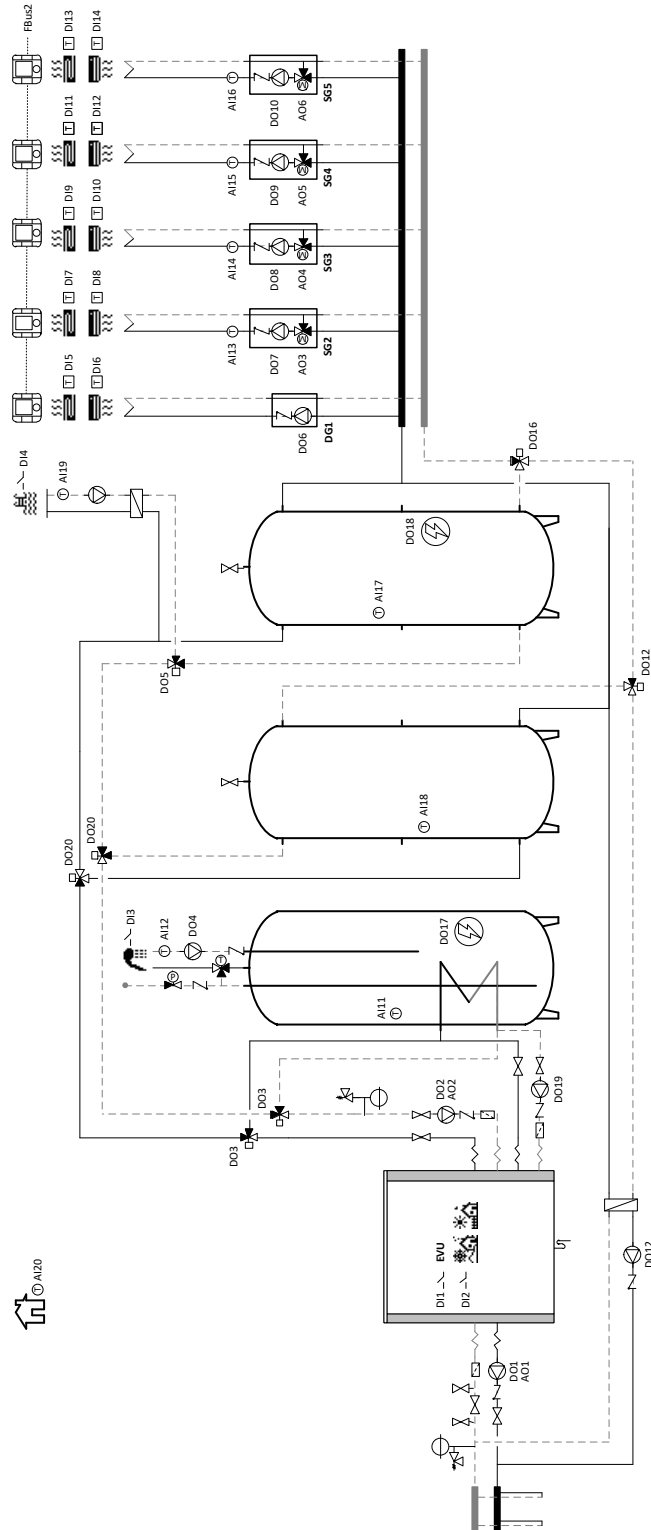 FBus2
T DI13
T DI14
T DI11
T DI12
T DI9
T DI10
T DI7
T DI8
T DI5
T DI6
T
AI16
DO10
M
AO6
SG5
T
AI15
DO9
M
AO5
SG4
T
AI14
DO8
M
AO4
SG3
T
AI13
DO7
M
AO3
SG2
DO6
DG1
DI4
T AI19
DO16
DO18
T AI17
DO5
DO12
T AI18
DO20
DO20
DI3
T AI12
DO4
P
T
DO17
AI11
T
DO3
DO3
DO2
AO2
DO19
DI1 EVU
DI2
DO12
DO1
AO1
T AI20